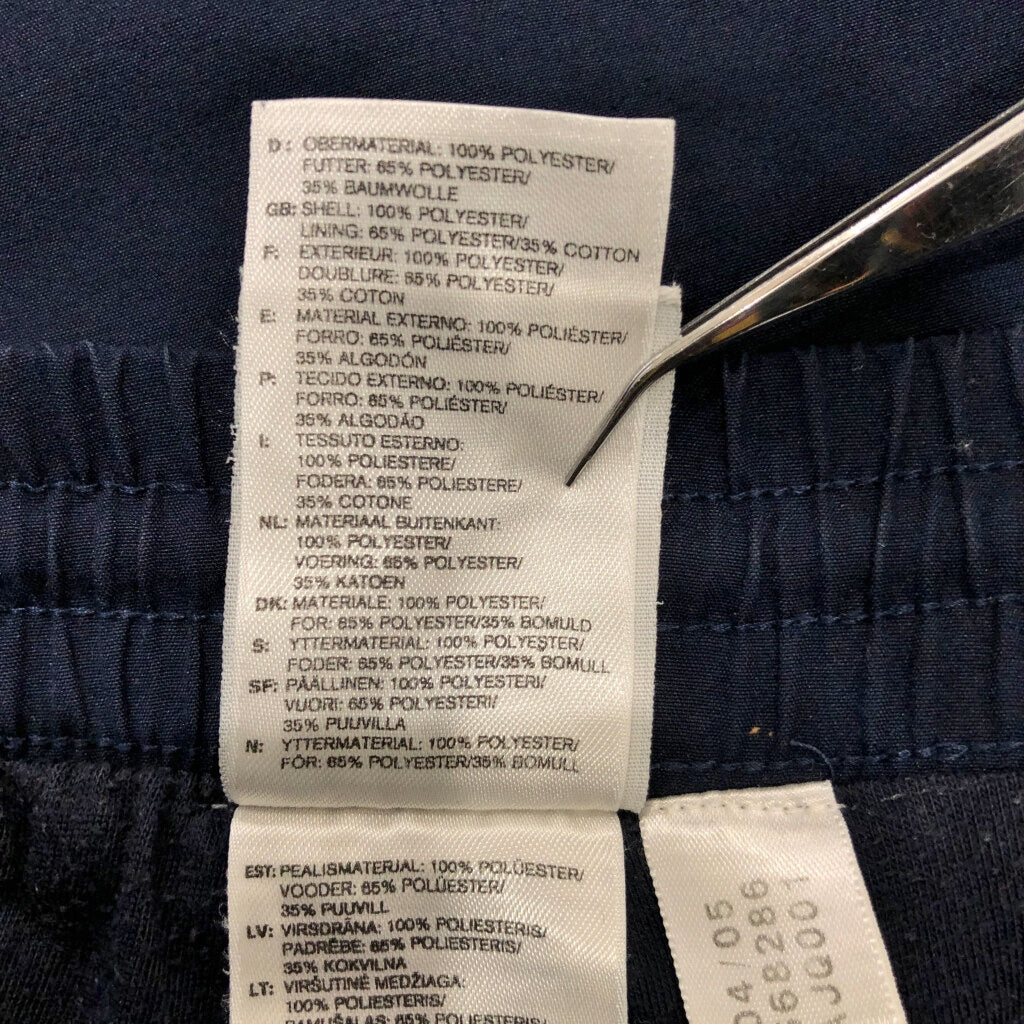 D: OBERMATERIAL: 100% POLYESTER/
FUTTER: 65% POLYESTER/
35% BAUMWOLLE
GB: SHELL: 100% POLYESTER/
LINING: 65% POLYESTER/35% COTTON
F: EXTERIEUR: 100% POLYESTER/
DOUBLURE: 65% POLYESTER/
35% COTON
E: MATERIAL EXTERNO: 100% POLIÉSTER/
FORRO: 65% POLIÉSTER/
35% ALGODÓN
P: TECIDO EXTERNO: 100% POLIÉSTER/
FORRO: 65% POLIÉSTER/
35% ALGODÃO
I: TESSUTO ESTERNO:
100% POLIESTERE/
FODERA: 65% POLIESTERE/
35% COTONE
NL: MATERIAAL BUITENKANT:
100% POLYESTER/
VOERING: 65% POLYESTER/
35% KATOEN
DK: MATERIALE: 100% POLYESTER/
FOR: 65% POLYESTER/35% BOMULD
S: YTTERMATERIAL: 100% POLYESTER/
FODER: 65% POLYESTER/35% BOMULL
SF: PÄÄLLINEN: 100% POLYESTERI/
VUORI: 65% POLYESTERI/
35% PUUVILLA
N: YTTERMATERIAL: 100% POLYESTER/
FÔR: 65% POLYESTER/35% BOMULL
EST: PEALISMATERJAL: 100% POLÜESTER/
VOODER: 65% POLÜESTER/
35% PUUVILL
LV: VIRSDRĀNA: 100% POLIESTERIS/
PADRĒBE: 65% POLIESTERIS/
35% KOKVILNA
LT: VIRŠUTINĖ MEDŽIAGA:
100% POLIESTERIS/
PAMUŠALAS: 65% POLIESTERIS/
04/05
68286
JQ001